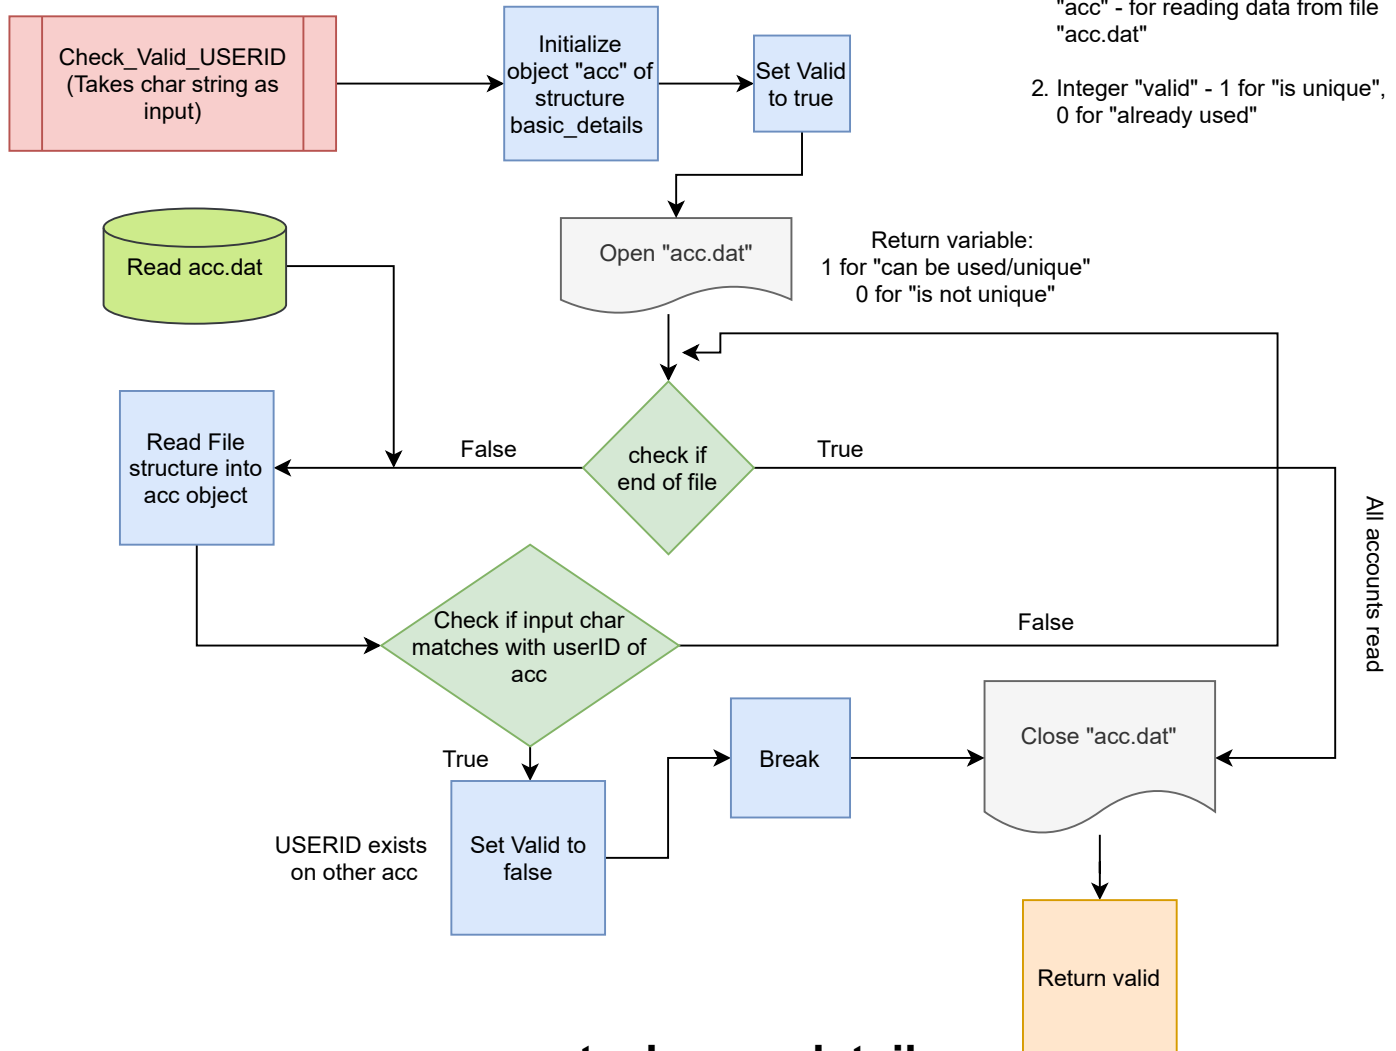 "acc" - for reading data from file
"acc.dat"
2. Integer "valid" - 1 for "is unique",
0 for "already used"
Check_Valid_USERID
(Takes char string as
input)
Initialize
object "acc" of
structure
basic_details
Set Valid
to true
Open "acc.dat"
Return variable:
1 for "can be used/unique"
0 for "is not unique"
Read acc.dat
Read File
structure into
acc object
False
check if
end of file
True
All accounts read
Check if input char
matches with userID of
acc
False
True
USERID exists
on other acc
Set Valid to
false
Break
Close "acc.dat"
Return valid